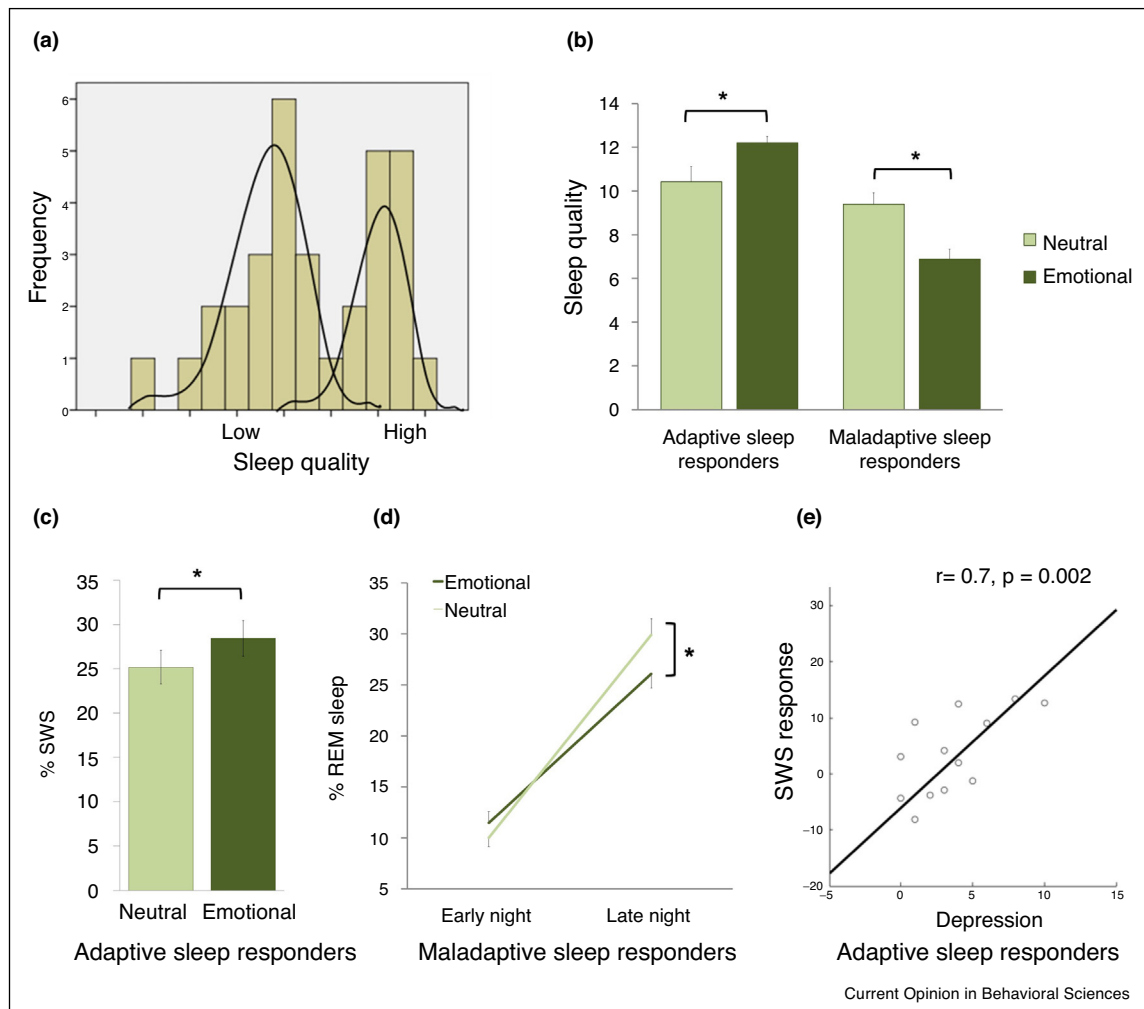 (a)
6
5
4
3
2
1
0
Frequency
Low High
Sleep quality
(b)
14
12
10
8
6
4
2
0
Sleep quality
*
*
Neutral
Emotional
Adaptive sleep responders
Maladaptive sleep responders
(c)
35
30
25
20
15
10
5
0
% SWS
*
Neutral Emotional
Adaptive sleep responders
(d)
35
30
25
20
15
10
5
% REM sleep
Emotional
Neutral
*
Early night Late night
Maladaptive sleep responders
(e)
r= 0.7, p = 0.002
30
20
10
0
−10
−20
SWS response
−5 0 5 10 15
Depression
Adaptive sleep responders
Current Opinion in Behavioral Sciences